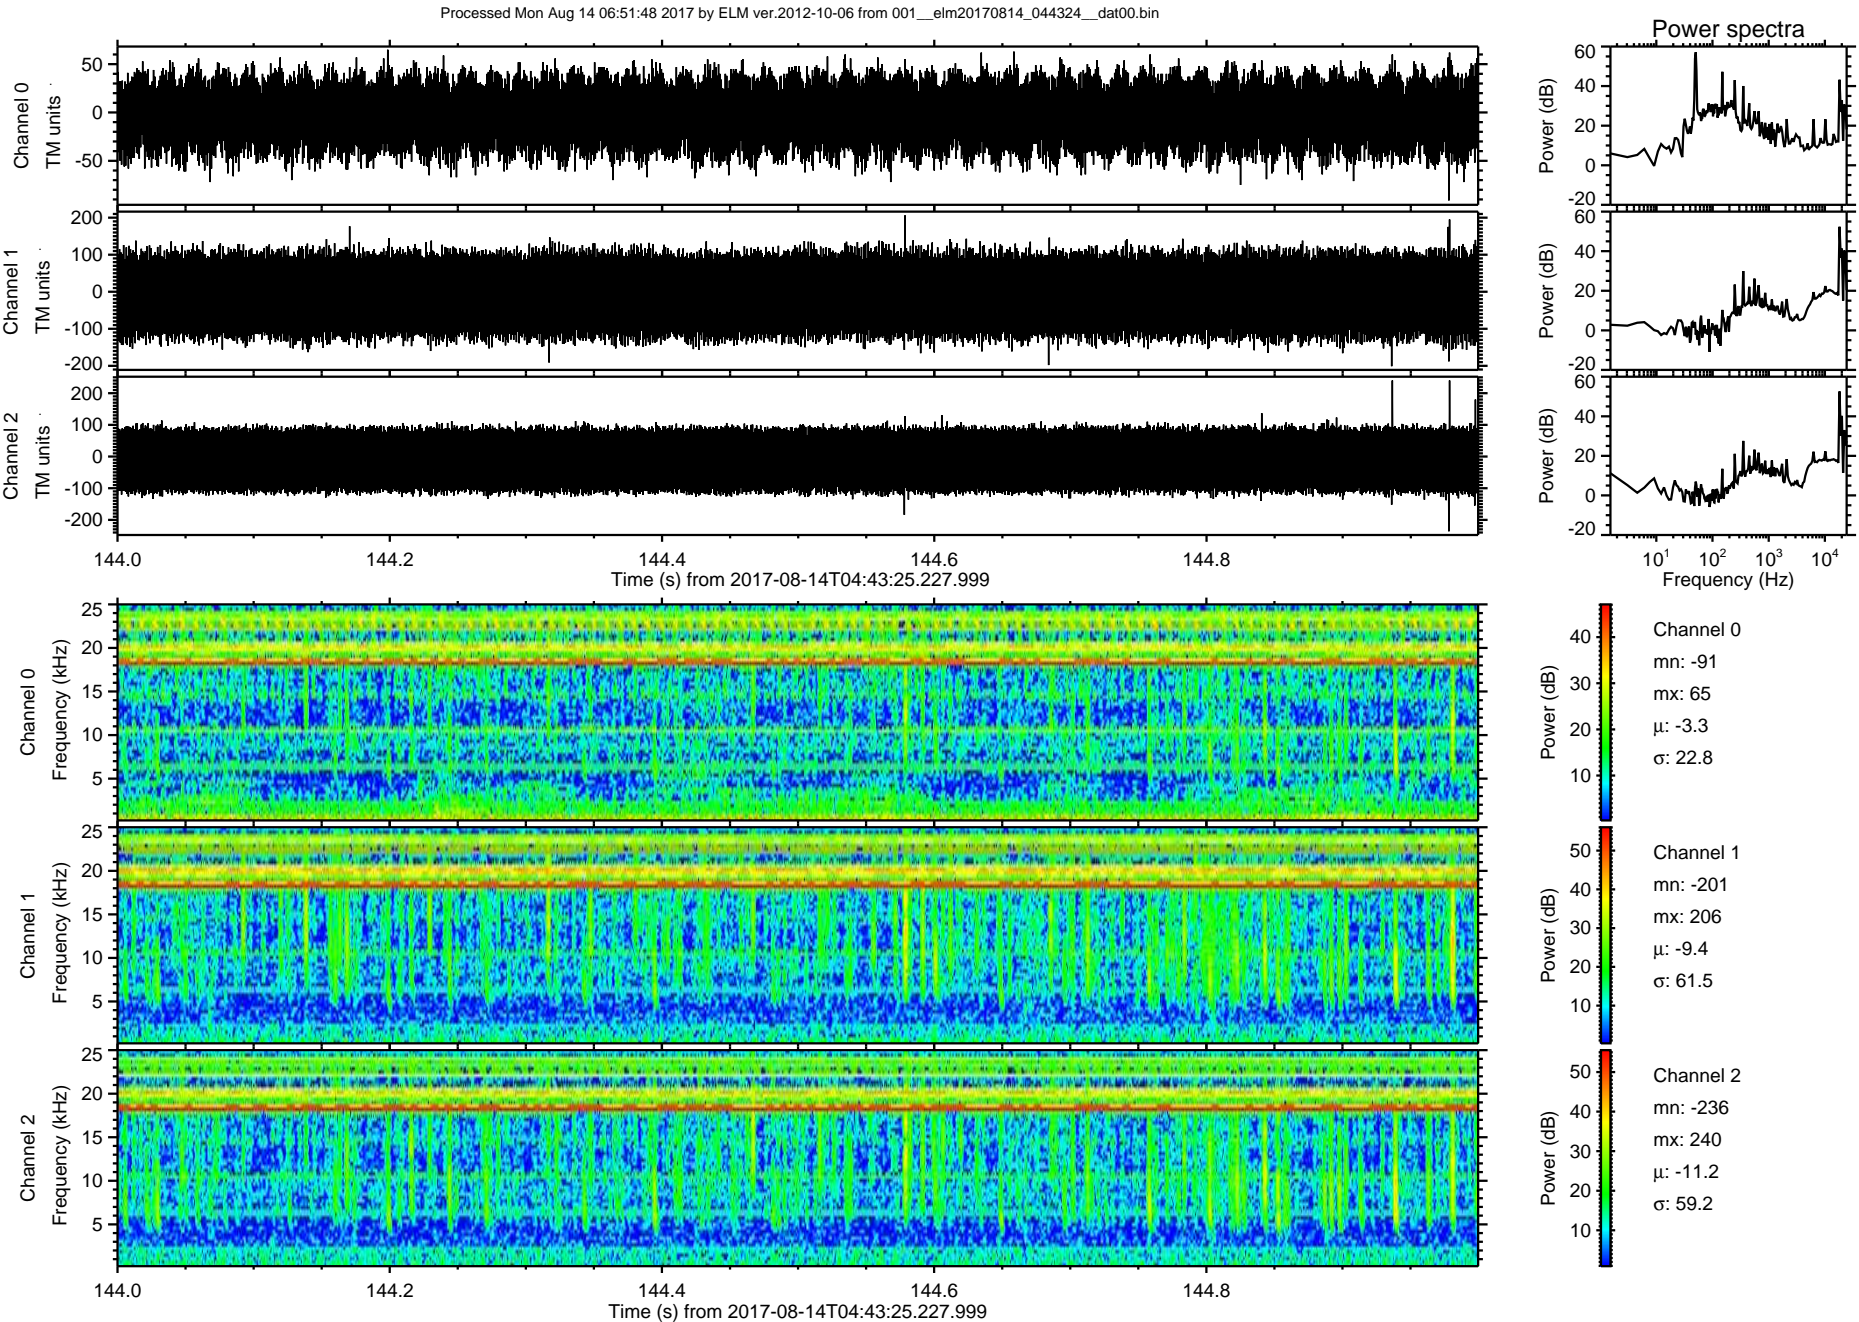 Processed Mon Aug 14 06:51:48 2017 by ELM ver.2012-10-06 from 001__elm20170814_044324__dat00.bin
Power spectra
Channel 0
TM units
50
0
-50
Power (dB)
60
40
20
0
-20
Channel 1
TM units
200
100
0
-100
-200
Power (dB)
60
40
20
0
-20
Channel 2
TM units
200
100
0
-100
-200
Power (dB)
60
40
20
0
-20
144.0 144.2 144.4 144.6 144.8
Time (s) from 2017-08-14T04:43:25.227.999
10^1 10^2 10^3 10^4
Frequency (Hz)
Channel 0
Frequency (kHz)
25
20
15
10
5
Power (dB)
40
30
20
10
Channel 0
mn: -91
mx: 65
μ: -3.3
σ: 22.8
Channel 1
Frequency (kHz)
25
20
15
10
5
Power (dB)
50
40
30
20
10
Channel 1
mn: -201
mx: 206
μ: -9.4
σ: 61.5
Channel 2
Frequency (kHz)
25
20
15
10
5
Power (dB)
50
40
30
20
10
Channel 2
mn: -236
mx: 240
μ: -11.2
σ: 59.2
144.0 144.2 144.4 144.6 144.8
Time (s) from 2017-08-14T04:43:25.227.999